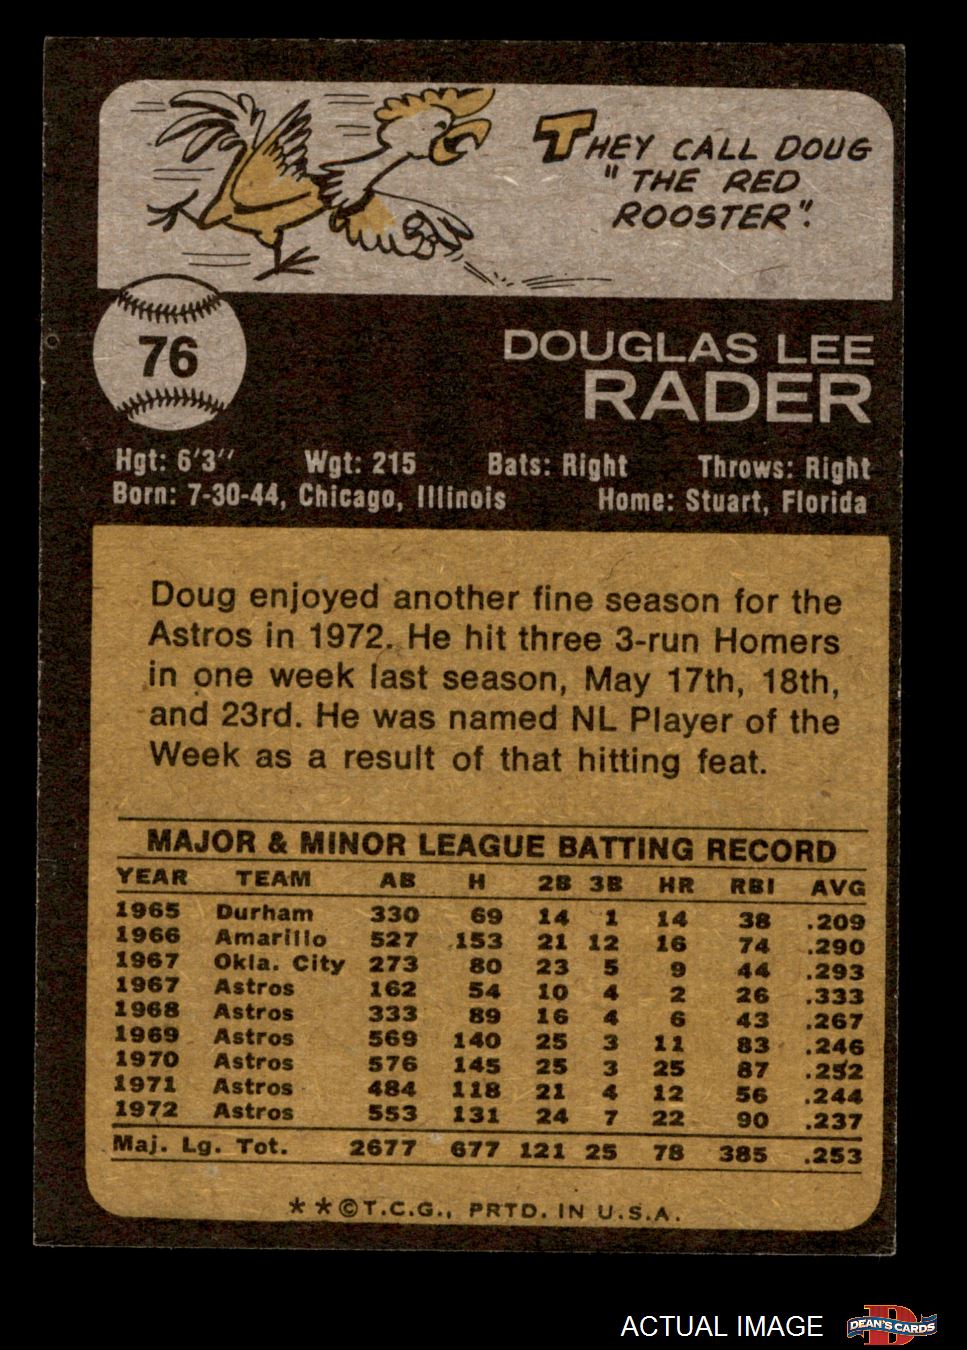 THEY CALL DOUG
"THE RED
ROOSTER".
76
DOUGLAS LEE
RADER
Hgt: 6'3" Wgt: 215 Bats: Right Throws: Right
Born: 7-30-44, Chicago, Illinois Home: Stuart, Florida
Doug enjoyed another fine season for the
Astros in 1972. He hit three 3-run Homers
in one week last season, May 17th, 18th,
and 23rd. He was named NL Player of the
Week as a result of that hitting feat.
MAJOR & MINOR LEAGUE BATTING RECORD
YEAR TEAM AB H 2B 3B HR RBI AVG
1965 Durham 330 69 14 1 14 38 .209
1966 Amarillo 527 153 21 12 16 74 .290
1967 Okla. City 273 80 23 5 9 44 .293
1967 Astros 162 54 10 4 2 26 .333
1968 Astros 333 89 16 4 6 43 .267
1969 Astros 569 140 25 3 11 83 .246
1970 Astros 576 145 25 3 25 87 .252
1971 Astros 484 118 21 4 12 56 .244
1972 Astros 553 131 24 7 22 90 .237
Maj. Lg. Tot. 2677 677 121 25 78 385 .253
**©T.C.G., PRTD. IN U.S.A.
ACTUAL IMAGE
D
DEAN'S CARDS